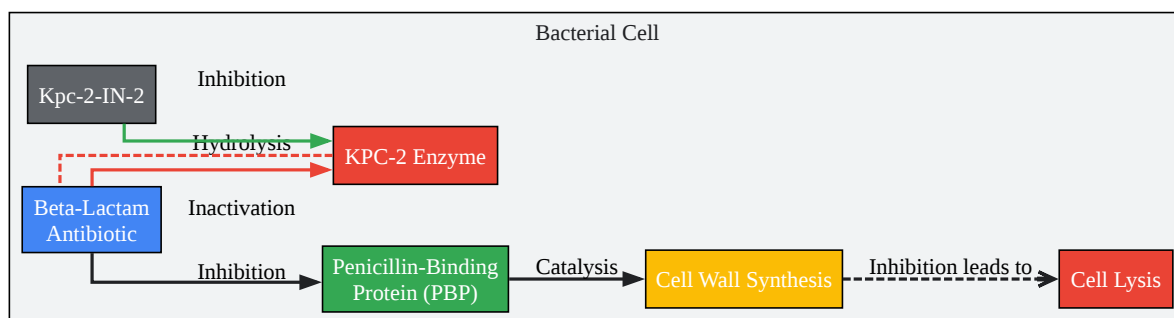 Bacterial Cell
Kpc-2-IN-2
Inhibition
Hydrolysis
KPC-2 Enzyme
Beta-Lactam
Antibiotic
Inactivation
Inhibition
Penicillin-Binding
Protein (PBP)
Catalysis
Cell Wall Synthesis
Inhibition leads to
Cell Lysis